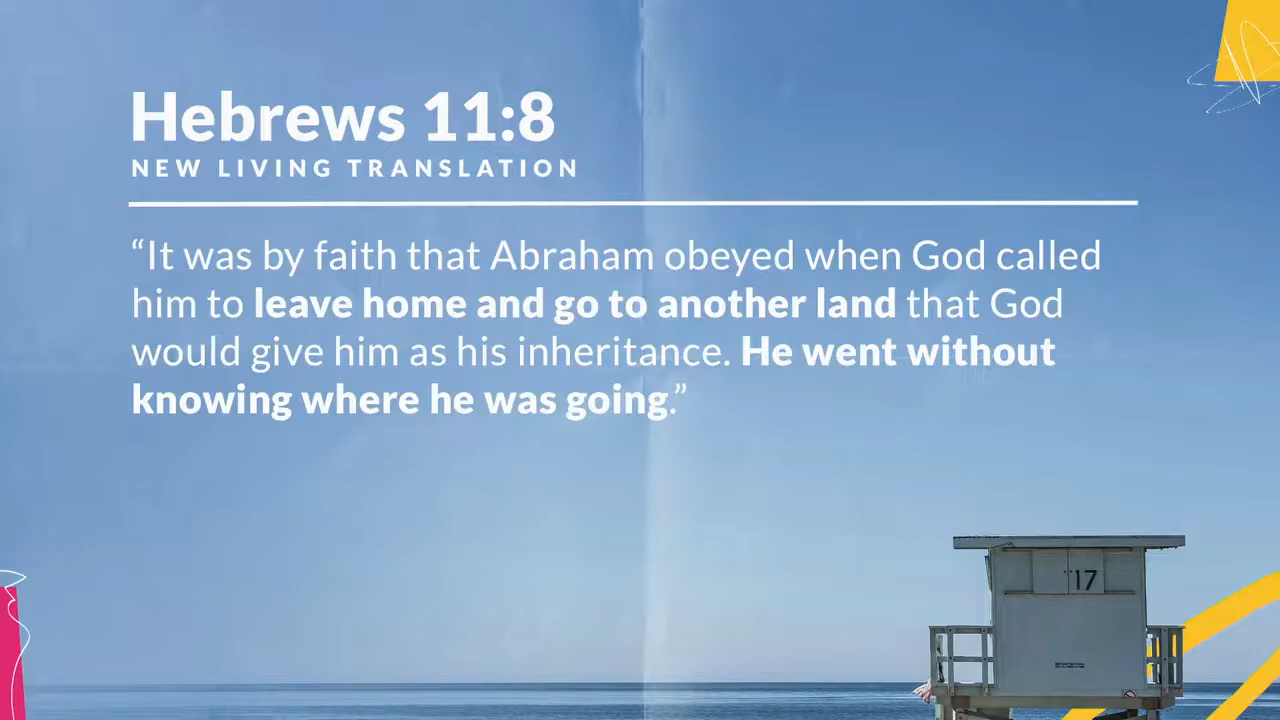 Hebrews 11:8
NEW LIVING TRANSLATION
“It was by faith that Abraham obeyed when God called
him to leave home and go to another land that God
would give him as his inheritance. He went without
knowing where he was going.”
17